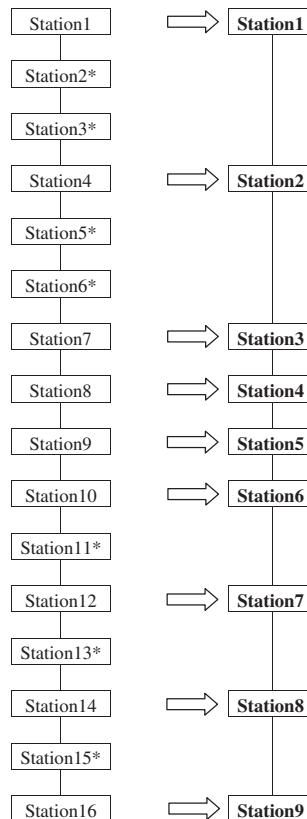 Station1 Station1
Station2*
Station3*
Station4 Station2
Station5*
Station6*
Station7 Station3
Station8 Station4
Station9 Station5
Station10 Station6
Station11*
Station12 Station7
Station13*
Station14 Station8
Station15*
Station16 Station9